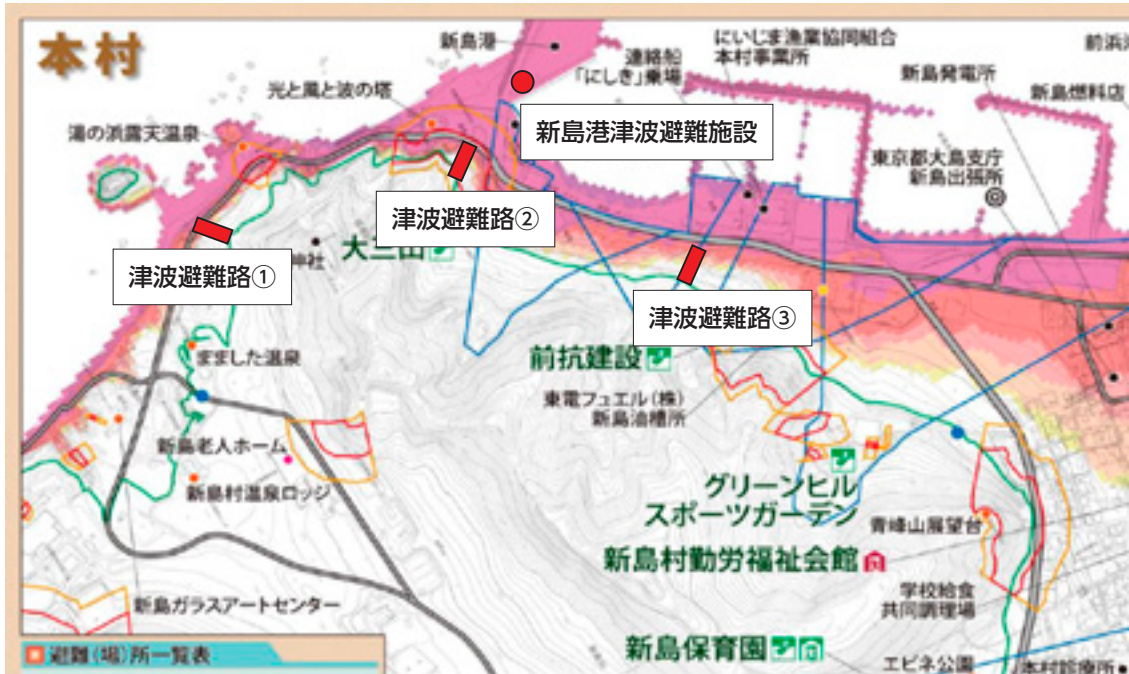 本村
新島港
連絡船
「にしき」乗場
にいじま漁業協同組合
本村事業所
新島発電所
新島燃料店
光と風と波の塔
新島港津波避難施設
湯の浜露天温泉
東京都大島支庁
新島出張所
津波避難路②
大三山
神社
津波避難路①
津波避難路③
まました温泉
前抗建設
東電フュエル(株)
新島油槽所
新島老人ホーム
新島村温泉ロッジ
グリーンヒル
スポーツガーデン
青峰山展望台
新島村勤労福祉会館
学校給食
共同調理場
新島ガラスアートセンター
新島保育園
避難(場)所一覧表
エビネ公園
本村診療所